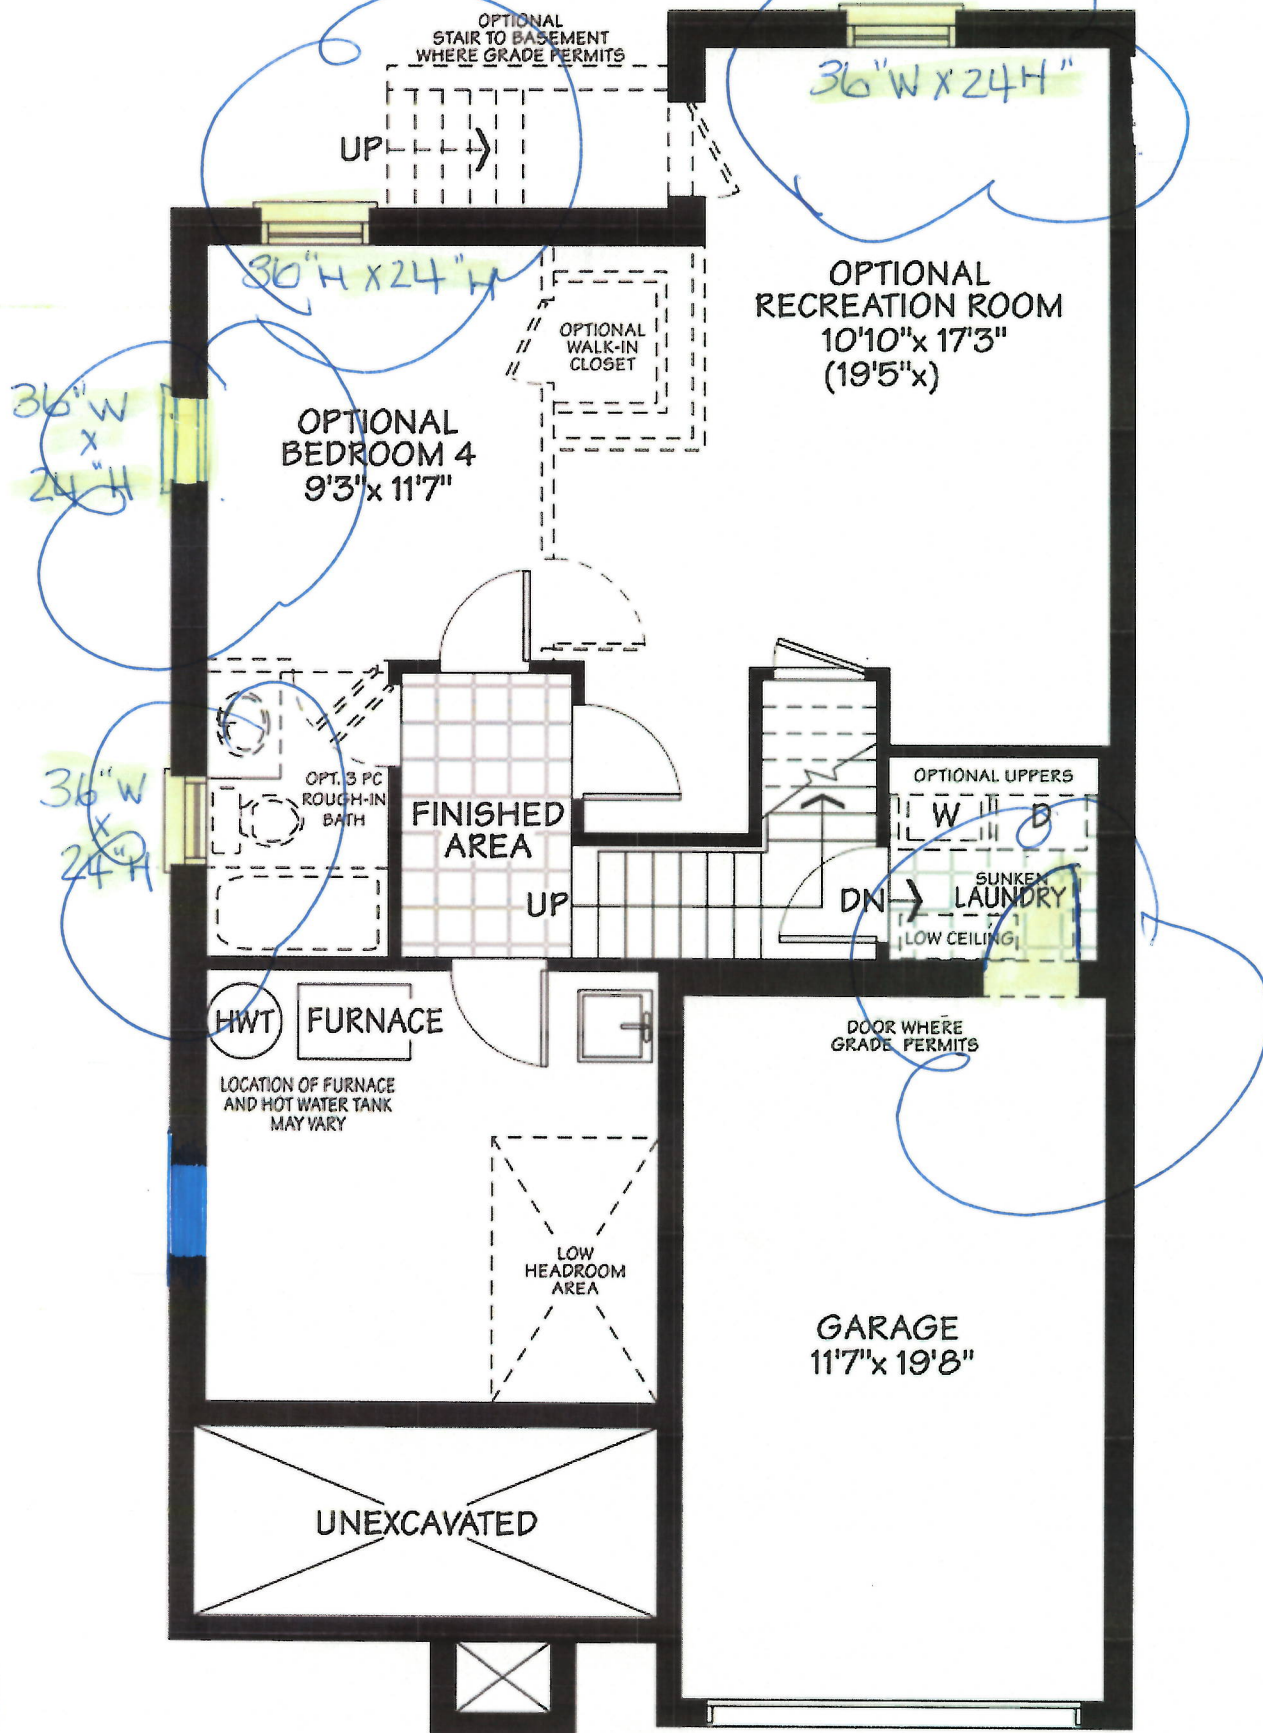 OPTIONAL
STAIR TO BASEMENT
WHERE GRADE PERMITS
36"W X 24H"
UP
36"H X 24"H
OPTIONAL
RECREATION ROOM
10'10"x 17'3"
(19'5"x)
OPTIONAL
WALK-IN
CLOSET
36"W
X
24"H
OPTIONAL
BEDROOM 4
9'3"x 11'7"
36"W
X
24"H
OPT. 3 PC
ROUGH-IN
BATH
FINISHED
AREA
UP
OPTIONAL UPPERS
W D
SUNKEN
DN LAUNDRY
LOW CEILING
HWT FURNACE
LOCATION OF FURNACE
AND HOT WATER TANK
MAY VARY
DOOR WHERE
GRADE PERMITS
LOW
HEADROOM
AREA
GARAGE
11'7"x 19'8"
UNEXCAVATED